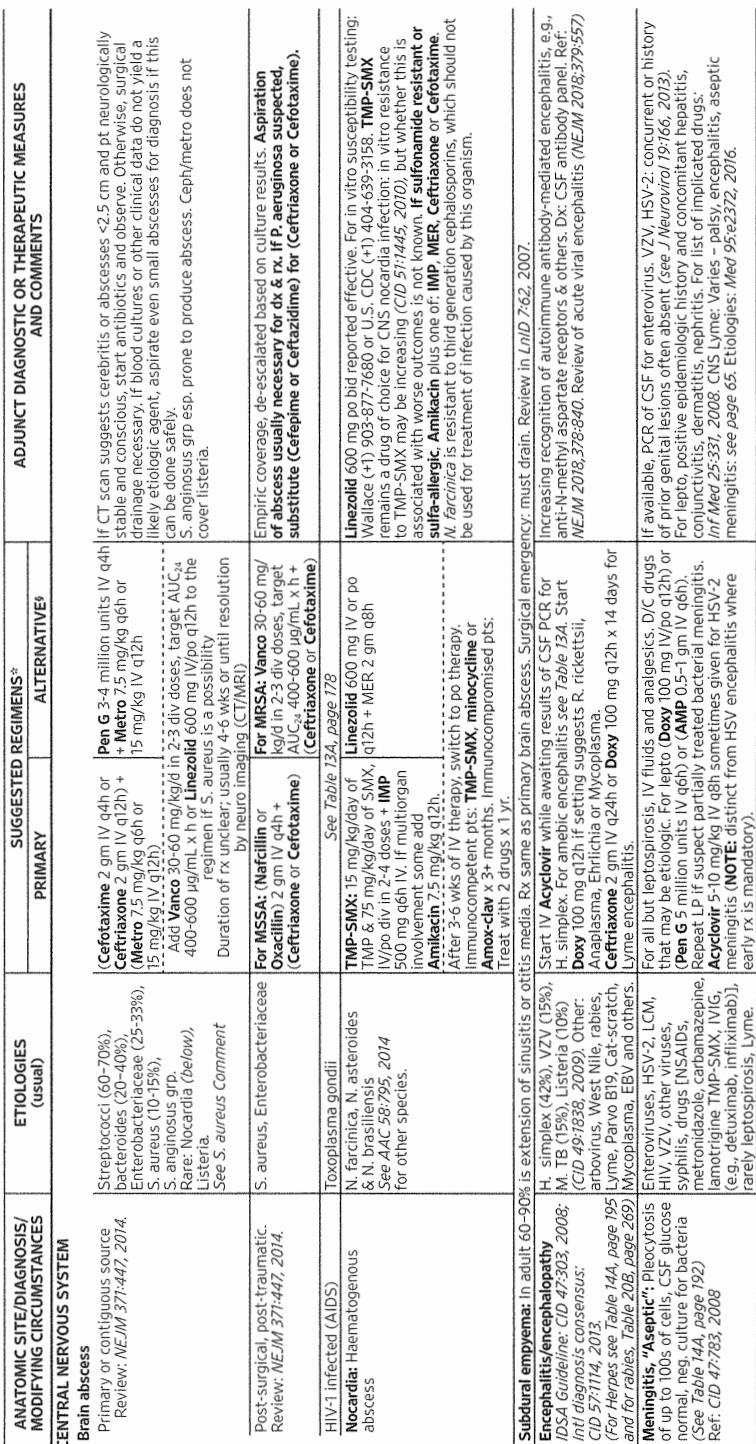 ANATOMIC SITE/DIAGNOSIS/
MODIFYING CIRCUMSTANCES
ETIOLOGIES
(usual)
SUGGESTED REGIMENS*
PRIMARY
ALTERNATIVE§
ADJUNCT DIAGNOSTIC OR THERAPEUTIC MEASURES
AND COMMENTS
CENTRAL NERVOUS SYSTEM
Brain abscess
Primary or contiguous source
Review: NEJM 371:447, 2014.
Streptococci (60–70%),
bacteroides (20–40%),
Enterobacteriaceae (25-33%),
S. aureus (10-15%),
S. anginosus grp.
Rare: Nocardia (below),
Listeria.
See S. aureus Comment
(Cefotaxime 2 gm IV q4h or
Ceftriaxone 2 gm IV q12h) +
(Metro 7.5 mg/kg q6h or
15 mg/kg IV q12h)
Pen G 3-4 million units IV q4h
+ Metro 7.5 mg/kg q6h or
15 mg/kg IV q12h
Add Vanco 30-60 mg/kg/d in 2-3 div doses, target AUC24
400-600 µg/mL x h or Linezolid 600 mg IV/po q12h to the
regimen if S. aureus is a possibility
Duration of rx unclear; usually 4-6 wks or until resolution
by neuro imaging (CT/MRI)
If CT scan suggests cerebritis or abscesses <2.5 cm and pt neurologically
stable and conscious, start antibiotics and observe. Otherwise, surgical
drainage necessary. If blood cultures or other clinical data do not yield a
likely etiologic agent, aspirate even small abscesses for diagnosis if this
can be done safely.
S. anginosus grp esp. prone to produce abscess. Ceph/metro does not
cover listeria.
Post-surgical, post-traumatic.
Review: NEJM 371:447, 2014.
S. aureus, Enterobacteriaceae
For MSSA: (Nafcillin or
Oxacillin) 2 gm IV q4h +
(Ceftriaxone or Cefotaxime)
For MRSA: Vanco 30-60 mg/
kg/d in 2-3 div doses, target
AUC24 400-600 µg/mL x h +
(Ceftriaxone or Cefotaxime)
Empiric coverage, de-escalated based on culture results. Aspiration
of abscess usually necessary for dx & rx. If P. aeruginosa suspected,
substitute (Cefepime or Ceftazidime) for (Ceftriaxone or Cefotaxime).
HIV-1 infected (AIDS)
Toxoplasma gondii
See Table 13A, page 178
Nocardia: Haematogenous
abscess
N. farcinica, N. asteroides
& N. brasiliensis
See AAC 58:795, 2014
for other species.
TMP-SMX: 15 mg/kg/day of
TMP & 75 mg/kg/day of SMX,
IV/po div in 2-4 doses + IMP
500 mg q6h IV. If multiorgan
involvement some add
Amikacin 7.5 mg/kg q12h.
Linezolid 600 mg IV or po
q12h + MER 2 gm q8h
After 3-6 wks of IV therapy, switch to po therapy.
Immunocompetent pts: TMP-SMX, minocycline or
Amox-clav x 3+ months. Immunocompromised pts:
Treat with 2 drugs x 1 yr.
Linezolid 600 mg po bid reported effective. For in vitro susceptibility testing:
Wallace (+1) 903-877-7680 or U.S. CDC (+1) 404-639-3158. TMP-SMX
remains a drug of choice for CNS nocardia infection: in vitro resistance
to TMP-SMX may be increasing (CID 51:1445, 2010), but whether this is
associated with worse outcomes is not known. If sulfonamide resistant or
sulfa-allergic, Amikacin plus one of: IMP, MER, Ceftriaxone or Cefotaxime.
N. farcinica is resistant to third generation cephalosporins, which should not
be used for treatment of infection caused by this organism.
Subdural empyema: In adult 60–90% is extension of sinusitis or otitis media. Rx same as primary brain abscess. Surgical emergency: must drain. Review in LnID 7:62, 2007.
Encephalitis/encephalopathy
IDSA Guideline: CID 47:303, 2008;
Intl diagnosis consensus:
CID 57:1114, 2013.
(For Herpes see Table 14A, page 195
and for rabies, Table 20B, page 269)
H. simplex (42%), VZV (15%),
M. TB (15%), Listeria (10%)
(CID 49:1838, 2009). Other:
arbovirus, West Nile, rabies,
Lyme, Parvo B19, Cat-scratch,
Mycoplasma, EBV and others.
Start IV Acyclovir while awaiting results of CSF PCR for
H. simplex. For amebic encephalitis see Table 13A. Start
Doxy 100 mg q12h if setting suggests R. rickettsii,
Anaplasma, Ehrlichia or Mycoplasma.
Ceftriaxone 2 gm IV q24h or Doxy 100 mg q12h x 14 days for
Lyme encephalitis.
Increasing recognition of autoimmune antibody-mediated encephalitis, e.g.,
anti-N-methyl aspartate receptors & others. Dx: CSF antibody panel. Ref:
NEJM 2018,378:840. Review of acute viral encephalitis (NEJM 2018;379:557)
Meningitis, "Aseptic": Pleocytosis
of up to 100s of cells, CSF glucose
normal, neg. culture for bacteria
(See Table 14A, page 192)
Ref: CID 47:783, 2008
Enteroviruses, HSV-2, LCM,
HIV, VZV, other viruses,
syphilis, drugs [NSAIDs,
metronidazole, carbamazepine,
lamotrigine TMP-SMX, IVIG,
(e.g., detuximab, infliximab)],
rarely leptospirosis, Lyme.
For all but leptospirosis, IV fluids and analgesics. D/C drugs
that may be etiologic. For lepto (Doxy 100 mg IV/po q12h) or
(Pen G 5 million units IV q6h) or (AMP 0.5–1 gm IV q6h).
Repeat LP if suspect partially treated bacterial meningitis.
Acyclovir 5-10 mg/kg IV q8h sometimes given for HSV-2
meningitis (NOTE: distinct from HSV encephalitis where
early rx is mandatory).
If available, PCR of CSF for enterovirus. VZV, HSV-2: concurrent or history
of prior genital lesions often absent (see J Neurovirol 19:166, 2013).
For lepto, positive epidemiologic history and concomitant hepatitis,
conjunctivitis, dermatitis, nephritis. For list of implicated drugs:
Inf Med 25:331, 2008. CNS Lyme: Varies – palsy, encephalitis, aseptic
meningitis: see page 65. Etiologies: Med 95:e2372, 2016.